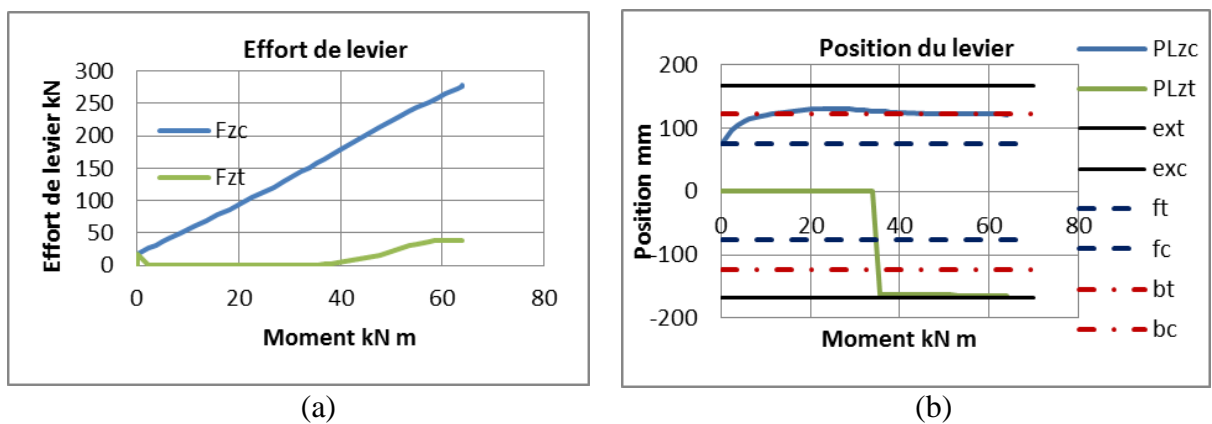 Effort de levier
Effort de levier kN
300
250
200
150
100
50
0
Fzc
Fzt
0 20 40 60 80
Moment kN m
(a)
Position du levier
Position mm
200
100
0
-100
-200
0 20 40 60 80
Moment kN m
PLzc
PLzt
ext
exc
ft
fc
bt
bc
(b)